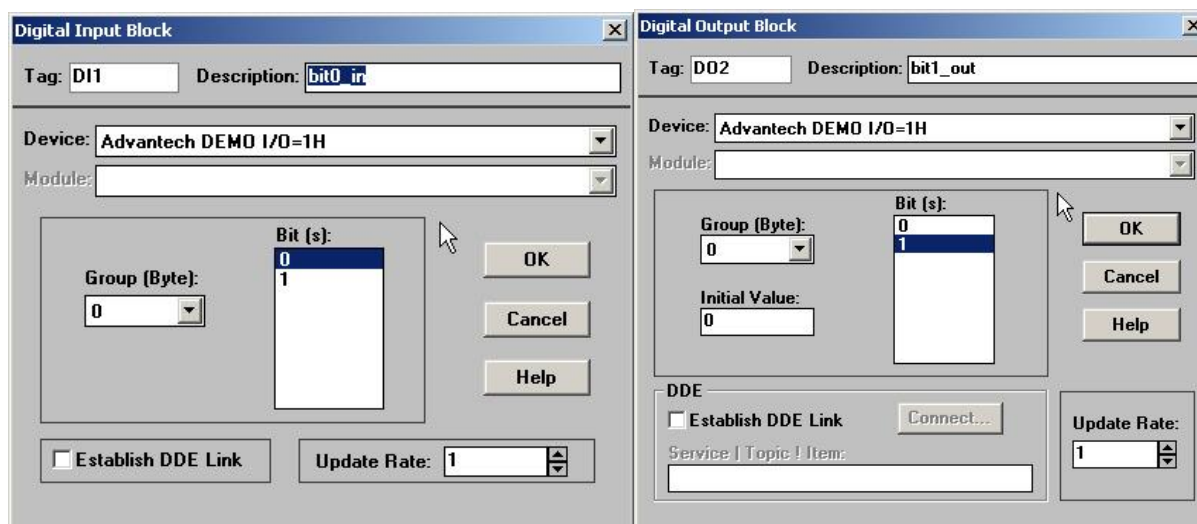 Digital Input Block
Tag: DI1 Description: bit0_in
Device: Advantech DEMO I/O=1H
Module:
Bit (s):
0
1
Group (Byte):
0
OK
Cancel
Help
Establish DDE Link
Update Rate: 1
Digital Output Block
Tag: DO2 Description: bit1_out
Device: Advantech DEMO I/O=1H
Module:
Group (Byte):
0
Bit (s):
0
1
Initial Value:
0
OK
Cancel
Help
DDE
Establish DDE Link
Connect...
Service | Topic ! Item:
Update Rate:
1